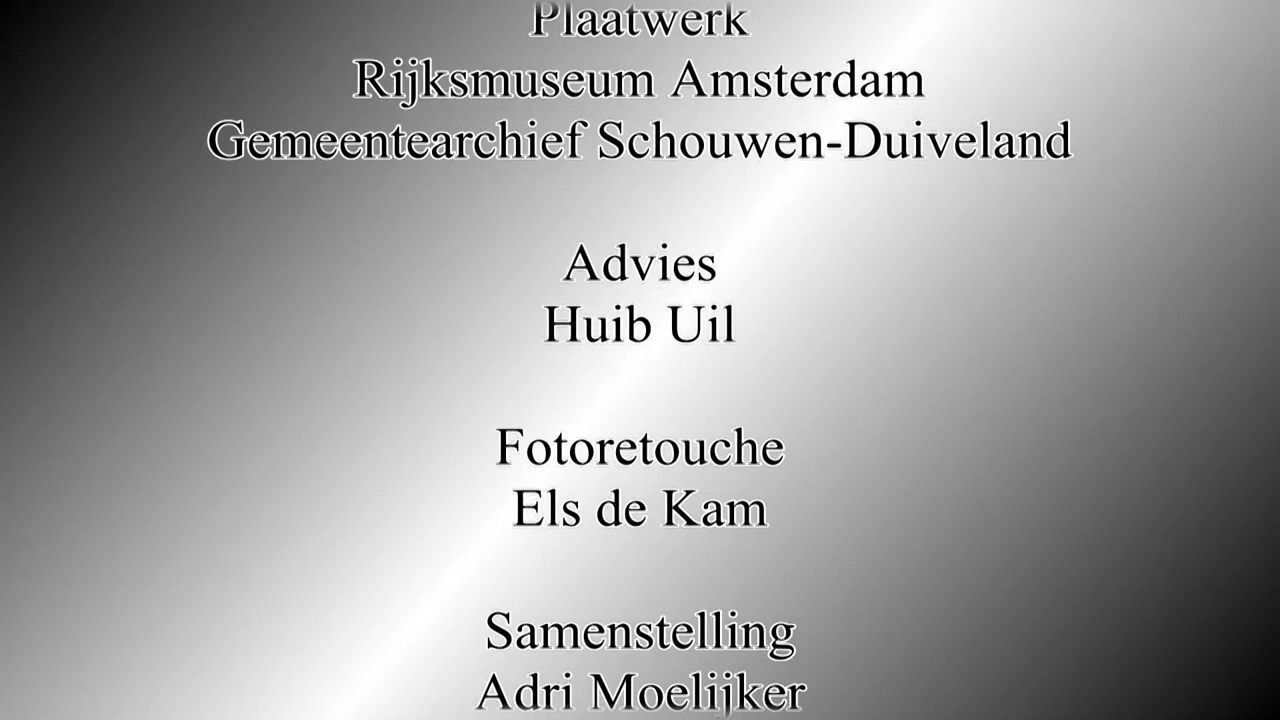 Plaatwerk
Rijksmuseum Amsterdam
Gemeentearchief Schouwen-Duiveland
Advies
Huib Uil
Fotoretouche
Els de Kam
Samenstelling
Adri Moelijker